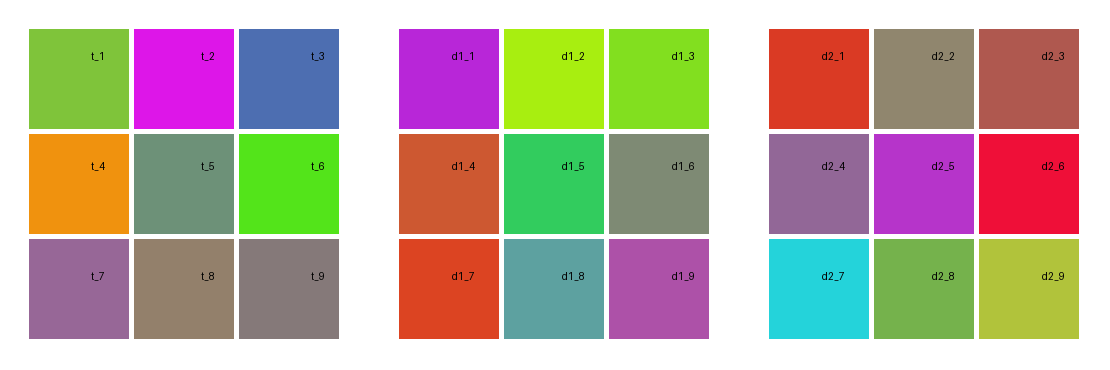 t_1 t_2 t_3 d1_1 d1_2 d1_3 d2_1 d2_2 d2_3
t_4 t_5 t_6 d1_4 d1_5 d1_6 d2_4 d2_5 d2_6
t_7 t_8 t_9 d1_7 d1_8 d1_9 d2_7 d2_8 d2_9